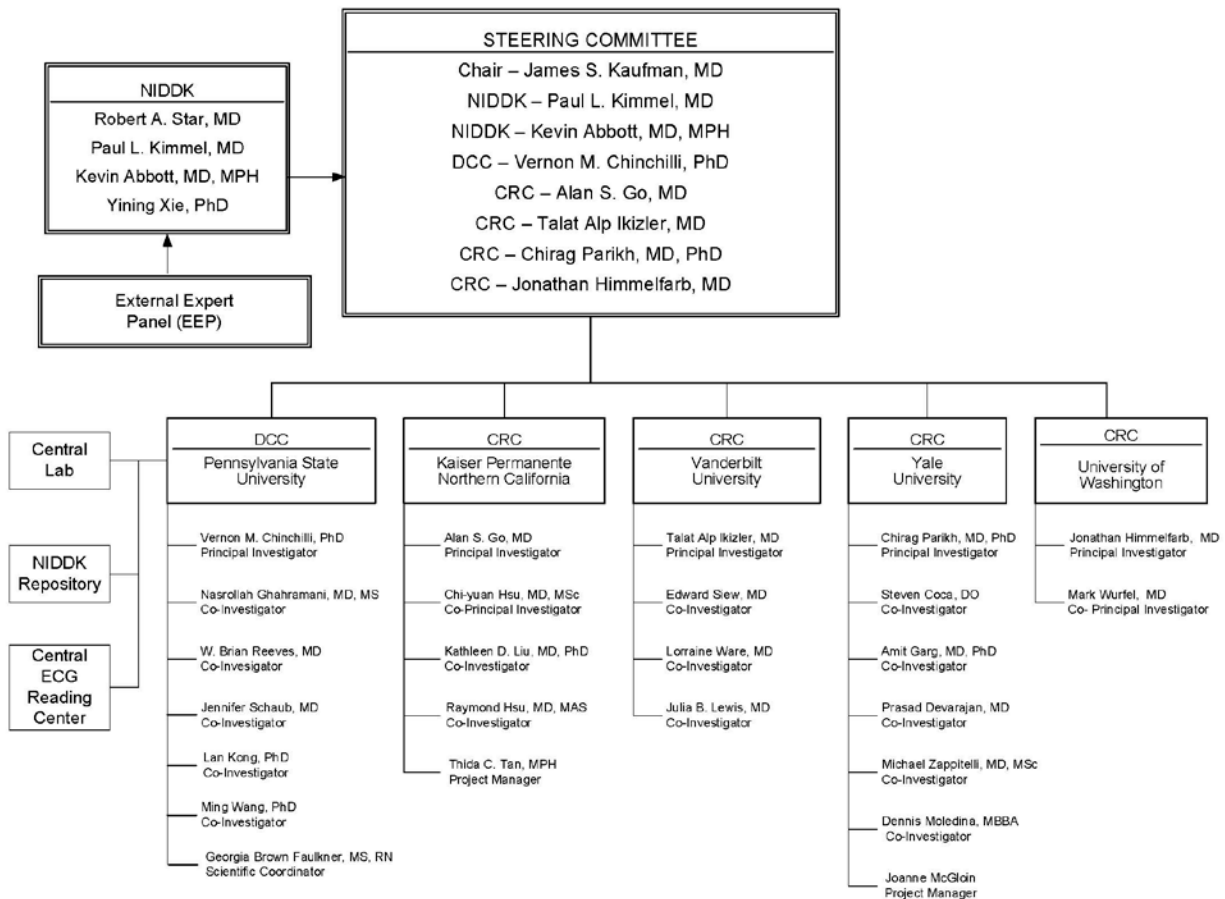 STEERING COMMITTEE
Chair – James S. Kaufman, MD
NIDDK – Paul L. Kimmel, MD
NIDDK – Kevin Abbott, MD, MPH
DCC – Vernon M. Chinchilli, PhD
CRC – Alan S. Go, MD
CRC – Talat Alp Ikizler, MD
CRC – Chirag Parikh, MD, PhD
CRC – Jonathan Himmelfarb, MD
NIDDK
Robert A. Star, MD
Paul L. Kimmel, MD
Kevin Abbott, MD, MPH
Yining Xie, PhD
External Expert
Panel (EEP)
Central
Lab
NIDDK
Repository
Central
ECG
Reading
Center
DCC
Pennsylvania State
University
Vernon M. Chinchilli, PhD
Principal Investigator
Nasrollah Ghahramani, MD, MS
Co-Investigator
W. Brian Reeves, MD
Co-Invesigator
Jennifer Schaub, MD
Co-Investigator
Lan Kong, PhD
Co-Investigator
Ming Wang, PhD
Co-Investigator
Georgia Brown Faulkner, MS, RN
Scientific Coordinator
CRC
Kaiser Permanente
Northern California
Alan S. Go, MD
Principal Investigator
Chi-yuan Hsu, MD, MSc
Co-Principal Investigator
Kathleen D. Liu, MD, PhD
Co-Investigator
Raymond Hsu, MD, MAS
Co-Investigator
Thida C. Tan, MPH
Project Manager
CRC
Vanderbilt
University
Talat Alp Ikizler, MD
Principal Investigator
Edward Siew, MD
Co-Investigator
Lorraine Ware, MD
Co-Investigator
Julia B. Lewis, MD
Co-Investigator
CRC
Yale
University
Chirag Parikh, MD, PhD
Principal Investigator
Steven Coca, DO
Co-Investigator
Amit Garg, MD, PhD
Co-Investigator
Prasad Devarajan, MD
Co-Investigator
Michael Zappitelli, MD, MSc
Co-Investigator
Dennis Moledina, MBBA
Co-Investigator
Joanne McGloin
Project Manager
CRC
University of
Washington
Jonathan Himmelfarb, MD
Principal Investigator
Mark Wurfel, MD
Co- Principal Investigator